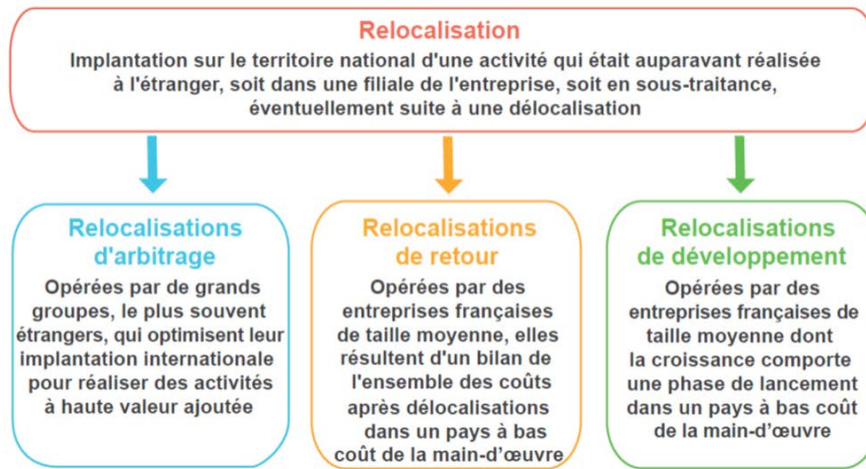 Relocalisation
Implantation sur le territoire national d'une activité qui était auparavant réalisée
à l'étranger, soit dans une filiale de l'entreprise, soit en sous-traitance,
éventuellement suite à une délocalisation
Relocalisations
d'arbitrage
Opérées par de grands
groupes, le plus souvent
étrangers, qui optimisent leur
implantation internationale
pour réaliser des activités
à haute valeur ajoutée
Relocalisations
de retour
Opérées par des
entreprises françaises
de taille moyenne, elles
résultent d'un bilan de
l'ensemble des coûts
après délocalisations
dans un pays à bas
coût de la main-d'œuvre
Relocalisations
de développement
Opérées par des
entreprises françaises de
taille moyenne dont
la croissance comporte
une phase de lancement
dans un pays à bas coût
de la main-d'œuvre